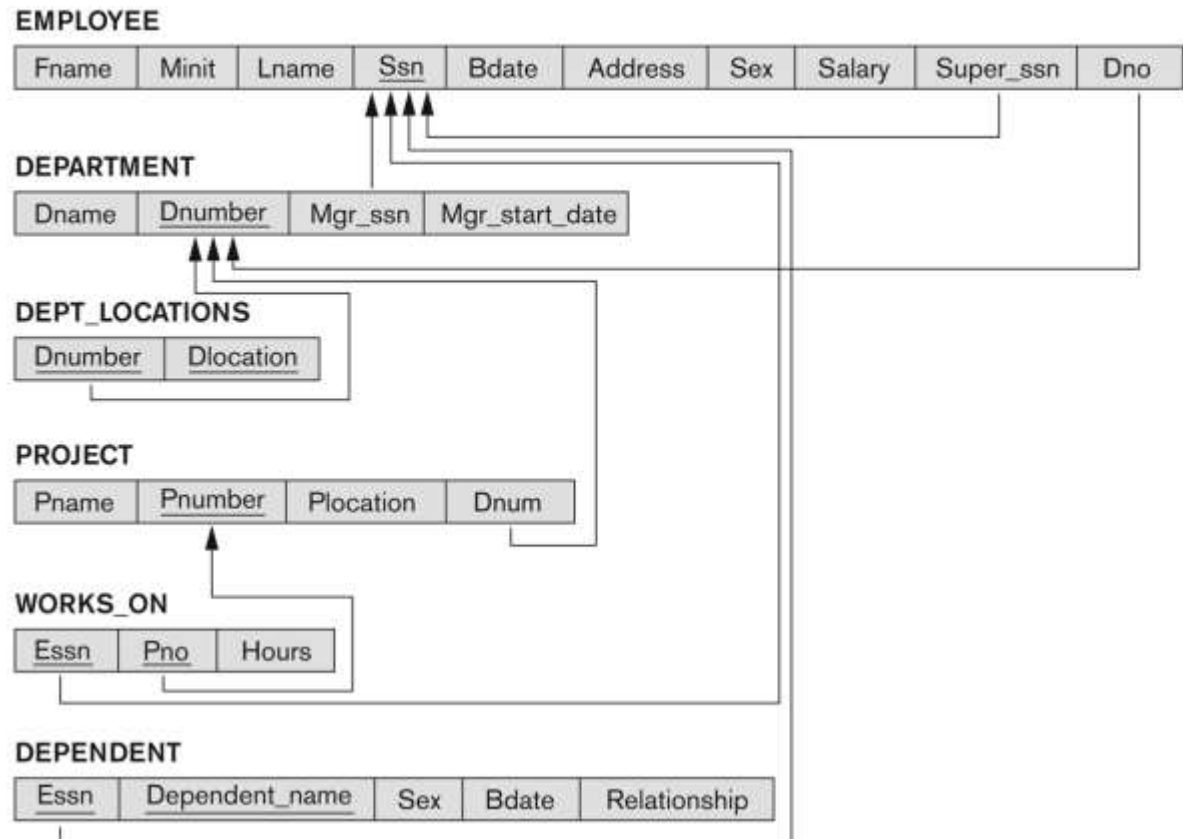 EMPLOYEE
Fname Minit Lname Ssn Bdate Address Sex Salary Super_ssn Dno
DEPARTMENT
Dname Dnumber Mgr_ssn Mgr_start_date
DEPT_LOCATIONS
Dnumber Dlocation
PROJECT
Pname Pnumber Plocation Dnum
WORKS_ON
Essn Pno Hours
DEPENDENT
Essn Dependent_name Sex Bdate Relationship